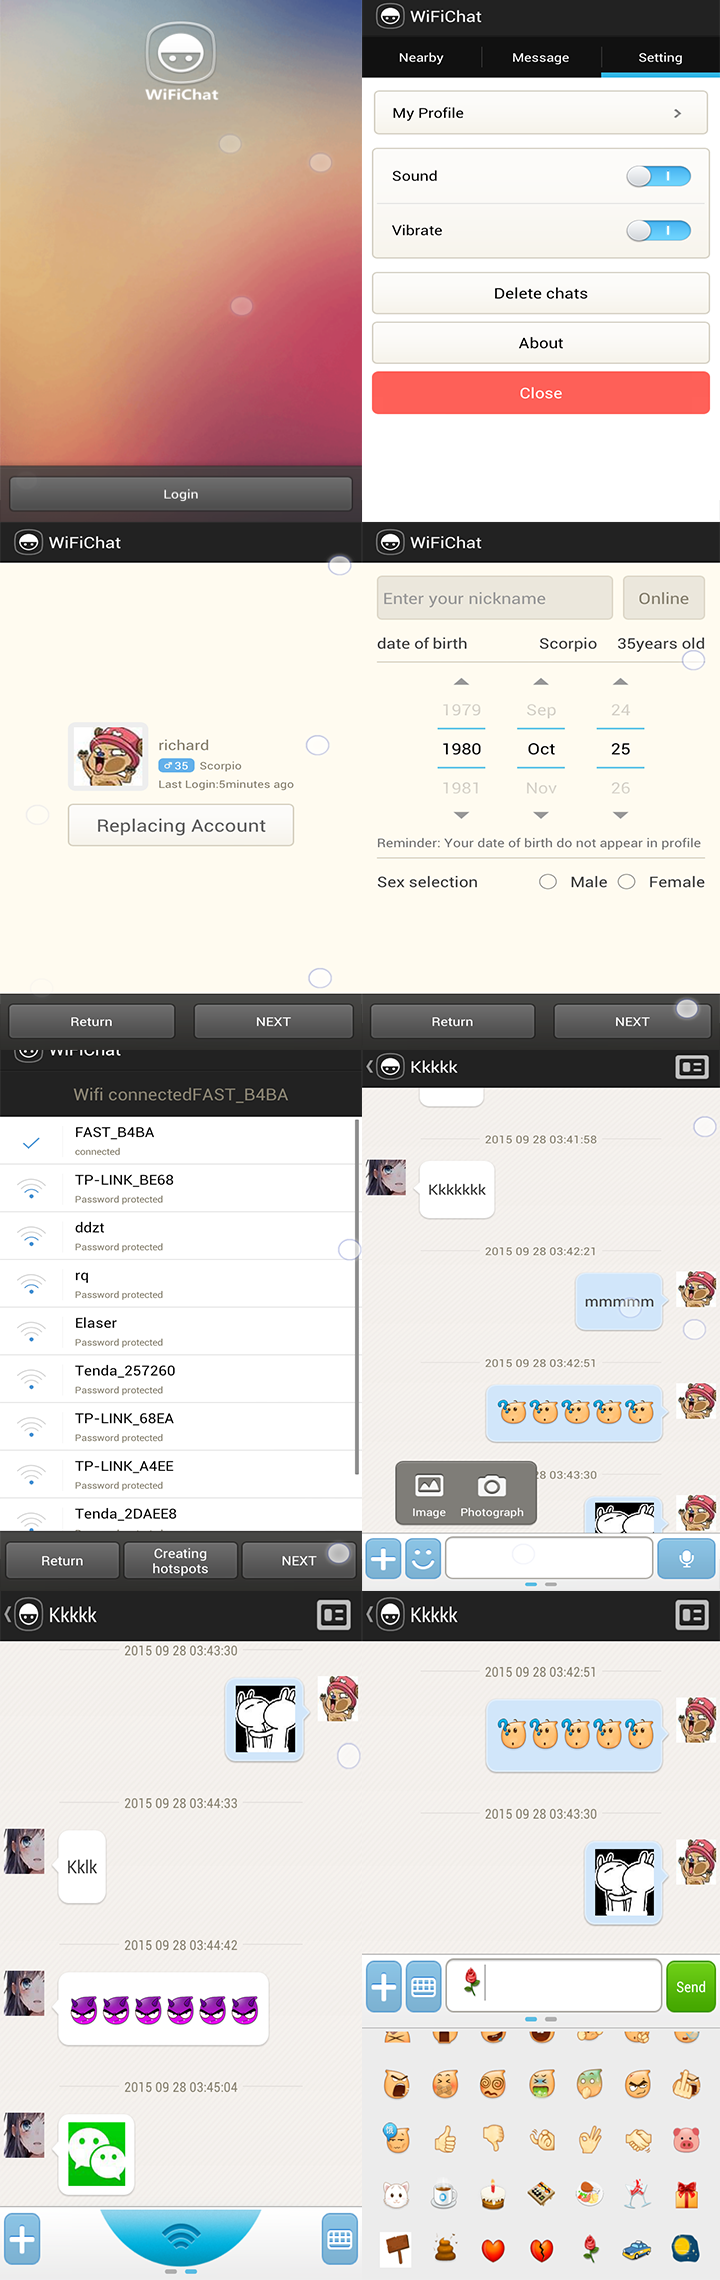 WiFiChat
Login
WiFiChat
Nearby
Message
Setting
My Profile
Sound
Vibrate
Delete chats
About
Close
WiFiChat
richard
♂35 Scorpio
Last Login:5minutes ago
Replacing Account
Return
NEXT
WiFiChat
Enter your nickname
Online
date of birth Scorpio 35years old
1979 Sep 24
1980 Oct 25
1981 Nov 26
Reminder: Your date of birth do not appear in profile
Sex selection Male Female
Return
NEXT
WiFiChat
Wifi connectedFAST_B4BA
FAST_B4BA
connected
TP-LINK_BE68
Password protected
ddzt
Password protected
rq
Password protected
Elaser
Password protected
Tenda_257260
Password protected
TP-LINK_68EA
Password protected
TP-LINK_A4EE
Password protected
Tenda_2DAEE8
Return
Creating
hotspots
NEXT
Kkkkk
2015 09 28 03:41:58
Kkkkkkk
2015 09 28 03:42:21
mmmmm
2015 09 28 03:42:51
28 03:43:30
Image
Photograph
Kkkkk
2015 09 28 03:43:30
2015 09 28 03:44:33
Kklk
2015 09 28 03:44:42
2015 09 28 03:45:04
Kkkkk
2015 09 28 03:42:51
2015 09 28 03:43:30
Send